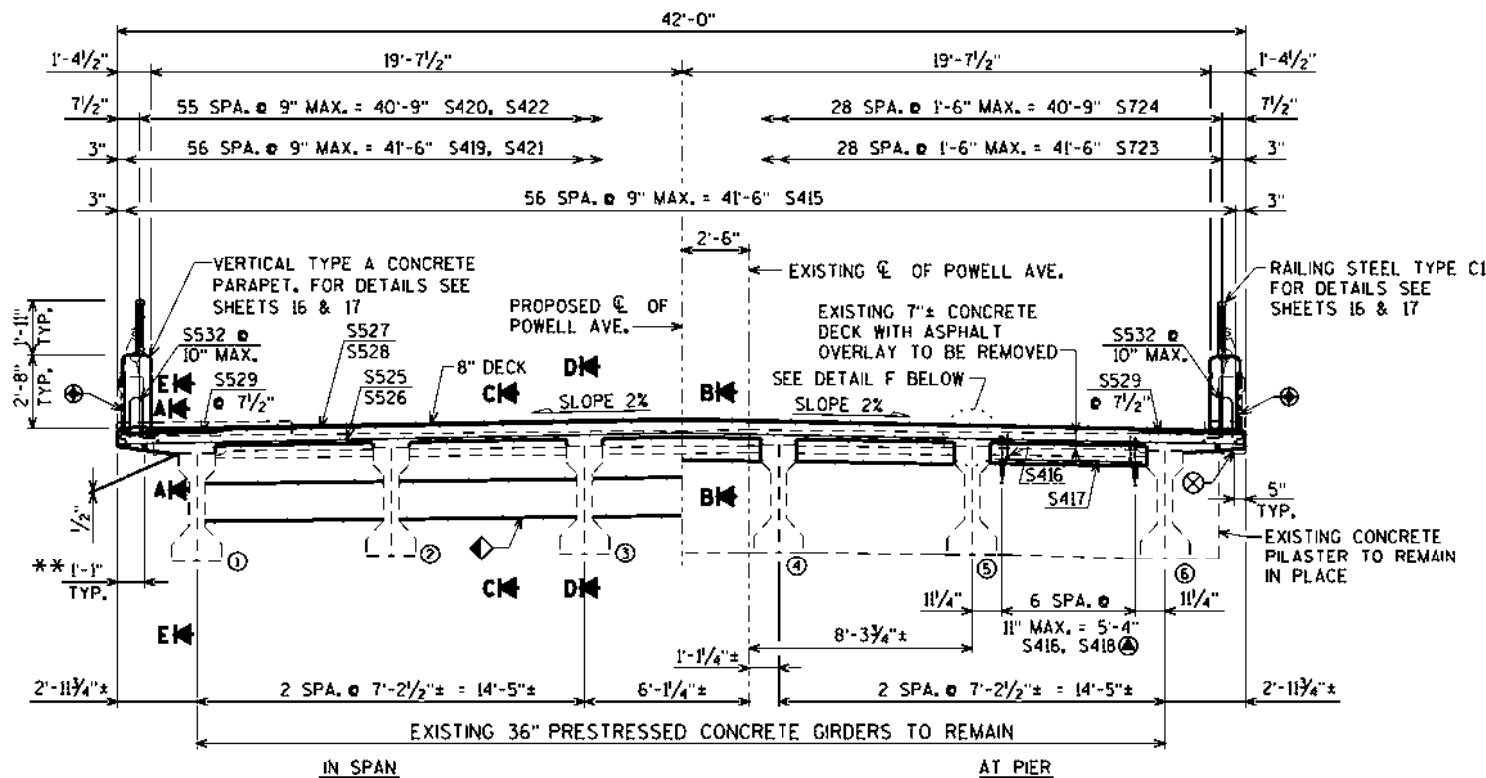 42'-0"
1'-4½" 19'-7½" 19'-7½" 1'-4½"
7½" 55 SPA. @ 9" MAX. = 40'-9" S420, S422 28 SPA. @ 1'-6" MAX. = 40'-9" S724 7½"
3" 56 SPA. @ 9" MAX. = 41'-6" S419, S421 28 SPA. @ 1'-6" MAX. = 41'-6" S723 3"
3" 56 SPA. @ 9" MAX. = 41'-6" S415 3"
2'-6"
VERTICAL TYPE A CONCRETE
PARAPET. FOR DETAILS SEE
SHEETS 16 & 17
PROPOSED ℄ OF
POWELL AVE.
EXISTING ℄ OF POWELL AVE.
EXISTING 7"± CONCRETE
DECK WITH ASPHALT
OVERLAY TO BE REMOVED
RAILING STEEL TYPE C1
FOR DETAILS SEE
SHEETS 16 & 17
1'-11"
TYP.
2'-8"
TYP.
S532 @
10" MAX.
S527
S528
S529
@ 7½"
S525
S526
8" DECK
SLOPE 2%
SEE DETAIL F BELOW
SLOPE 2%
S532 @
10" MAX.
S529
@ 7½"
E
A
C
D
B
A
B
S416
S417
5"
TYP.
½"
EXISTING CONCRETE
PILASTER TO REMAIN
IN PLACE
1 2 3 4 5 6
** 1'-1"
TYP.
C D
E
11¼" 6 SPA. @ 11¼"
11" MAX. = 5'-4"
S416, S418
8'-3¾"±
1'-1¼"±
2'-11¾"± 2 SPA. @ 7'-2½"± = 14'-5"± 6'-1¼"± 2 SPA. @ 7'-2½"± = 14'-5"± 2'-11¾"±
EXISTING 36" PRESTRESSED CONCRETE GIRDERS TO REMAIN
IN SPAN AT PIER